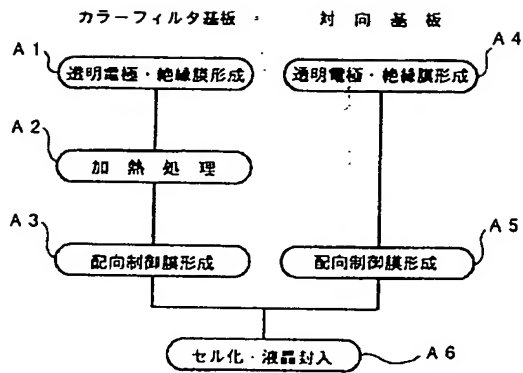 カラーフィルタ基板
対向基板
A1
透明電極・絶縁膜形成
A4
透明電極・絶縁膜形成
A2
加熱処理
A3
配向制御膜形成
A5
配向制御膜形成
セル化・液晶封入
A6